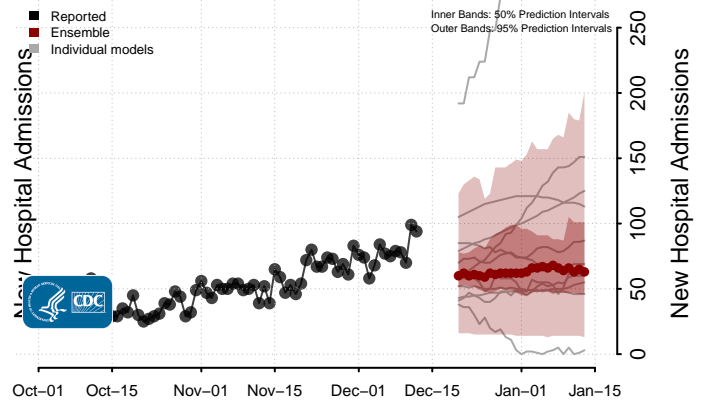 Reported
Ensemble
Individual models
Inner Bands: 50% Prediction Intervals
Outer Bands: 95% Prediction Intervals
New Hospital Admissions
New Hospital Admissions
250
200
150
100
50
0
CDC
Oct–01 Oct–15 Nov–01 Nov–15 Dec–01 Dec–15 Jan–01 Jan–15